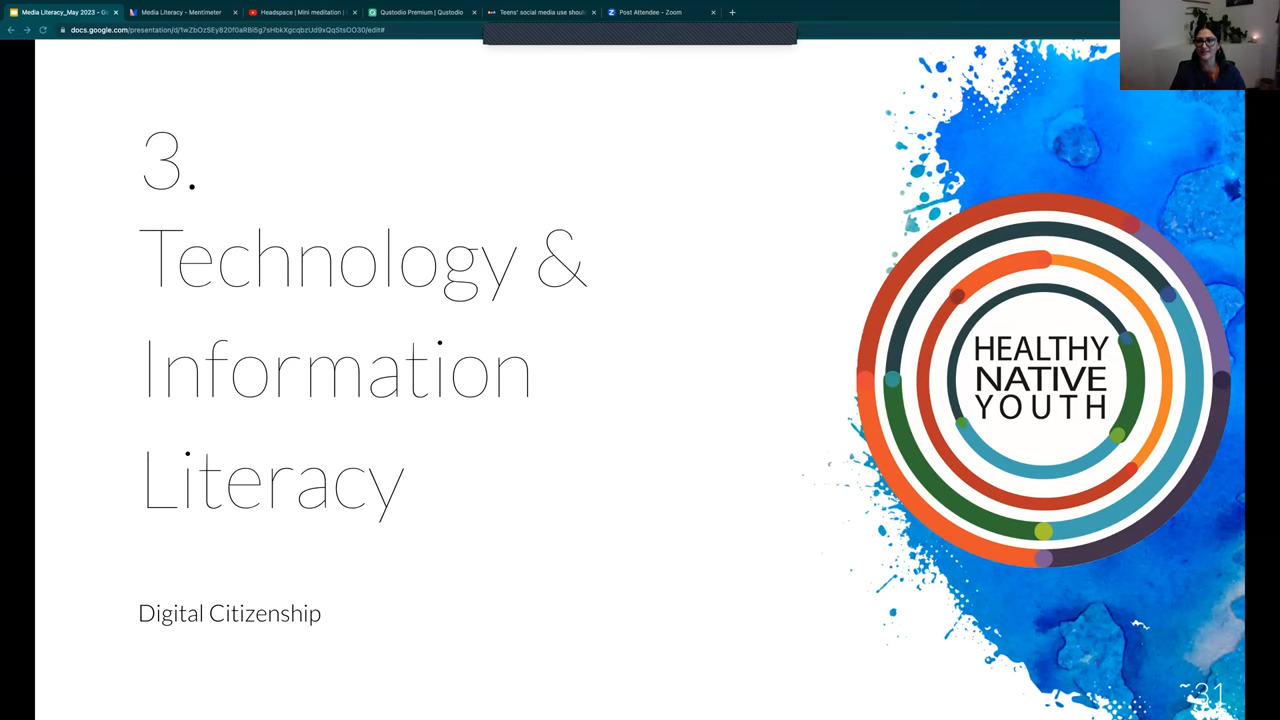 Media Literacy_May 2023 - Go
Media Literacy - Mentimeter
Headspace | Mini meditation |
Qustodio Premium | Qustodio
Teens' social media use shoul
Post Attendee - Zoom
3.
Technology &
Information
Literacy
Digital Citizenship
HEALTHY
NATIVE
YOUTH
31